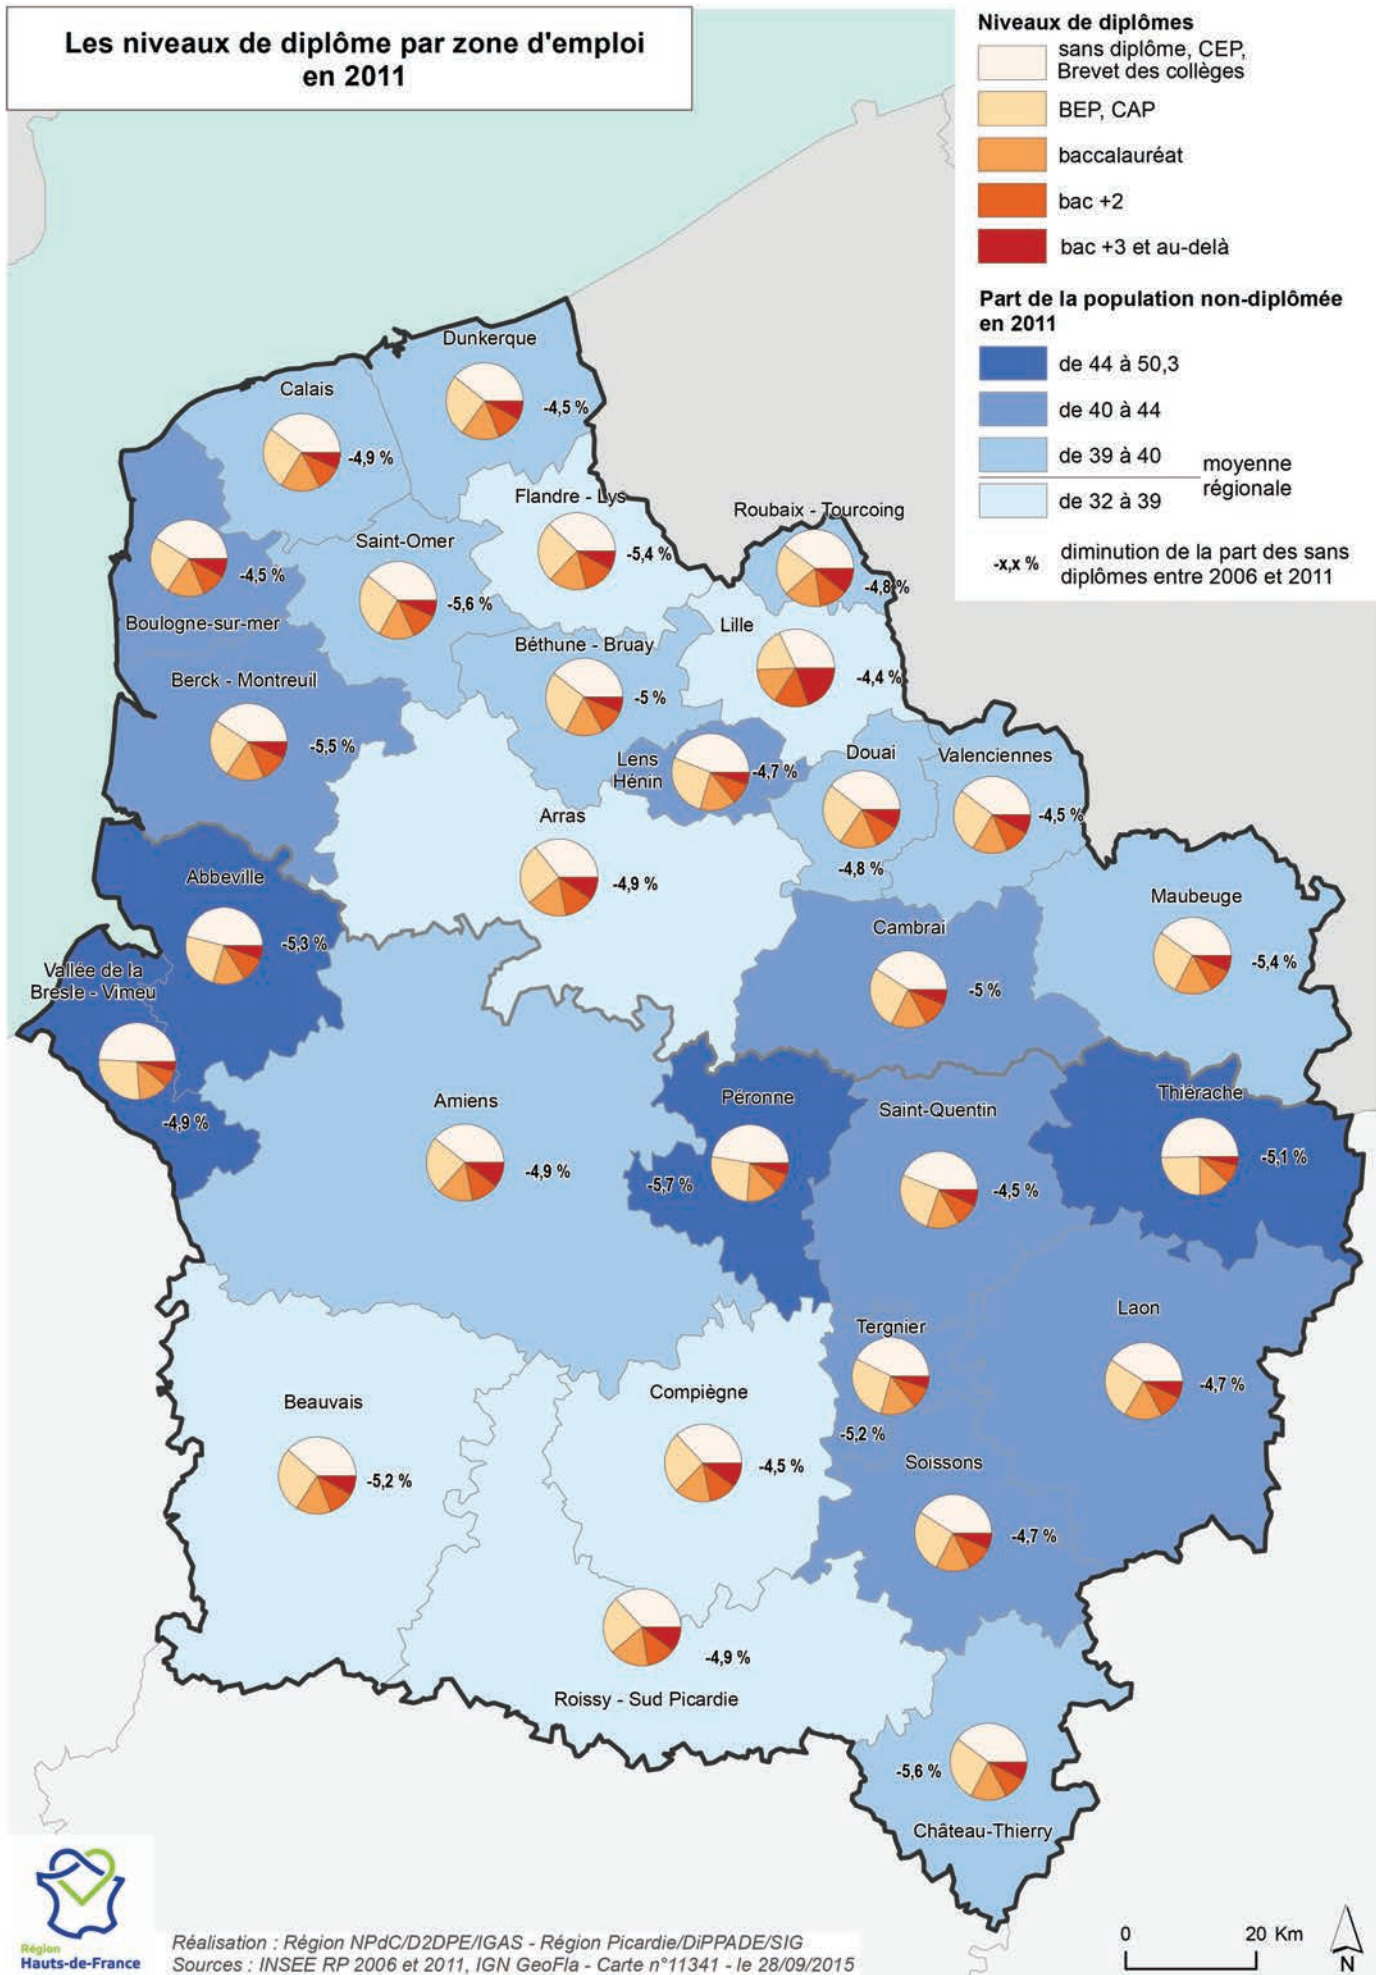 Les niveaux de diplôme par zone d'emploi
en 2011
Niveaux de diplômes
sans diplôme, CEP,
Brevet des collèges
BEP, CAP
baccalauréat
bac +2
bac +3 et au-delà
Part de la population non-diplômée
en 2011
de 44 à 50,3
de 40 à 44
de 39 à 40
moyenne
régionale
de 32 à 39
-x,x %
diminution de la part des sans
diplômes entre 2006 et 2011
Dunkerque
-4,5 %
Calais
-4,9 %
Flandre - Lys
-5,4 %
Roubaix - Tourcoing
-4,8%
Saint-Omer
-5,6 %
-4,5 %
Boulogne-sur-mer
Lille
-4,4 %
Béthune - Bruay
-5 %
Berck - Montreuil
-5,5 %
Lens
Hénin
-4,7 %
Douai
-4,8 %
Valenciennes
-4,5 %
Arras
-4,9 %
Abbeville
-5,3 %
Maubeuge
-5,4 %
Cambrai
-5 %
Vallée de la
Bresle - Vimeu
-4,9 %
Amiens
-4,9 %
Péronne
-5,7 %
Saint-Quentin
-4,5 %
Thiérache
-5,1 %
Laon
-4,7 %
Tergnier
-5,2 %
Beauvais
-5,2 %
Compiègne
-4,5 %
Soissons
-4,7 %
-4,9 %
Roissy - Sud Picardie
-5,6 %
Château-Thierry
Région
Hauts-de-France
Réalisation : Région NPdC/D2DPE/IGAS - Région Picardie/DiPPADE/SIG
Sources : INSEE RP 2006 et 2011, IGN GeoFla - Carte n°11341 - le 28/09/2015
0 20 Km
N